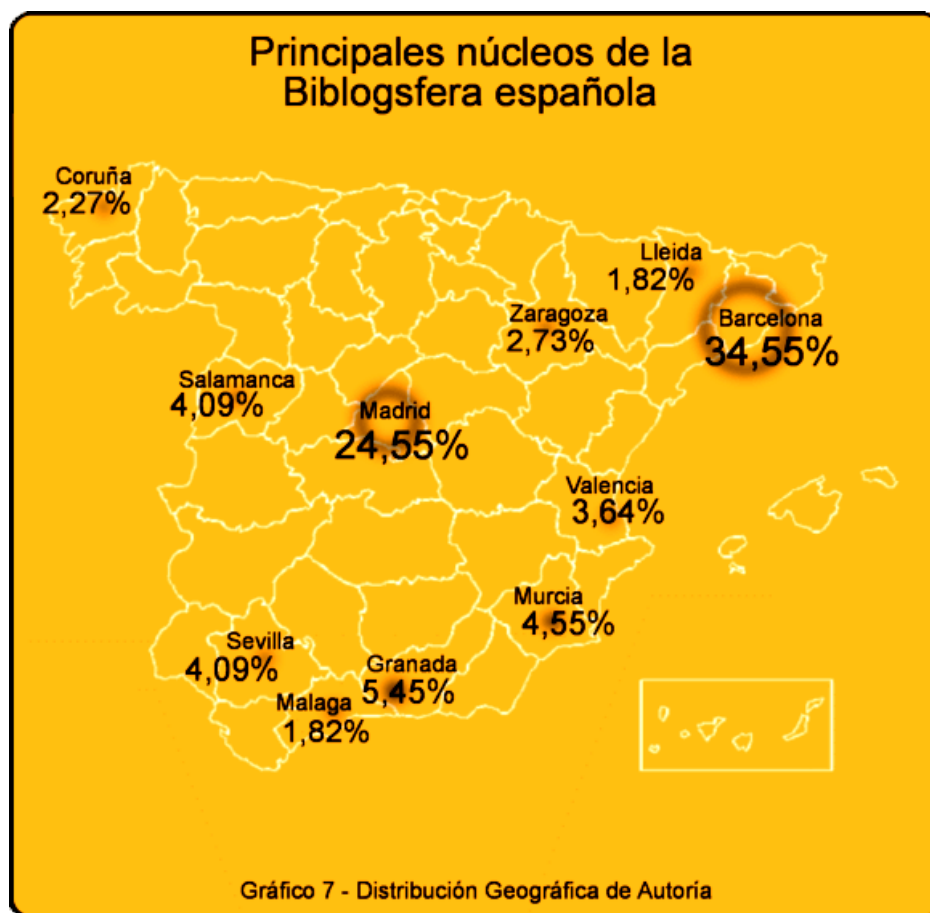 Principales núcleos de la
Biblogsfera española
Coruña
2,27%
Lleida
1,82%
Zaragoza
2,73%
Barcelona
34,55%
Salamanca
4,09%
Madrid
24,55%
Valencia
3,64%
Murcia
4,55%
Sevilla
4,09%
Granada
5,45%
Malaga
1,82%
Gráfico 7 - Distribución Geográfica de Autoría